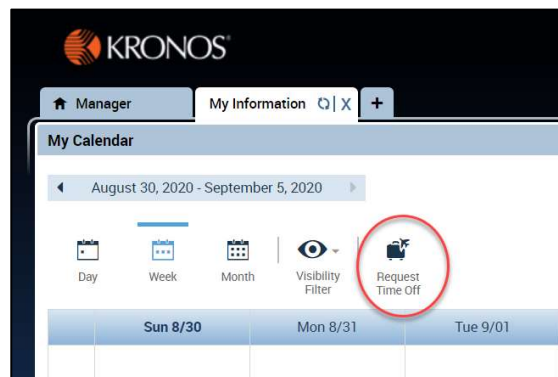 KRONOS
Manager
My Information X +
My Calendar
August 30, 2020 - September 5, 2020
Day
Week
Month
Visibility
Filter
Request
Time Off
Sun 8/30
Mon 8/31
Tue 9/01